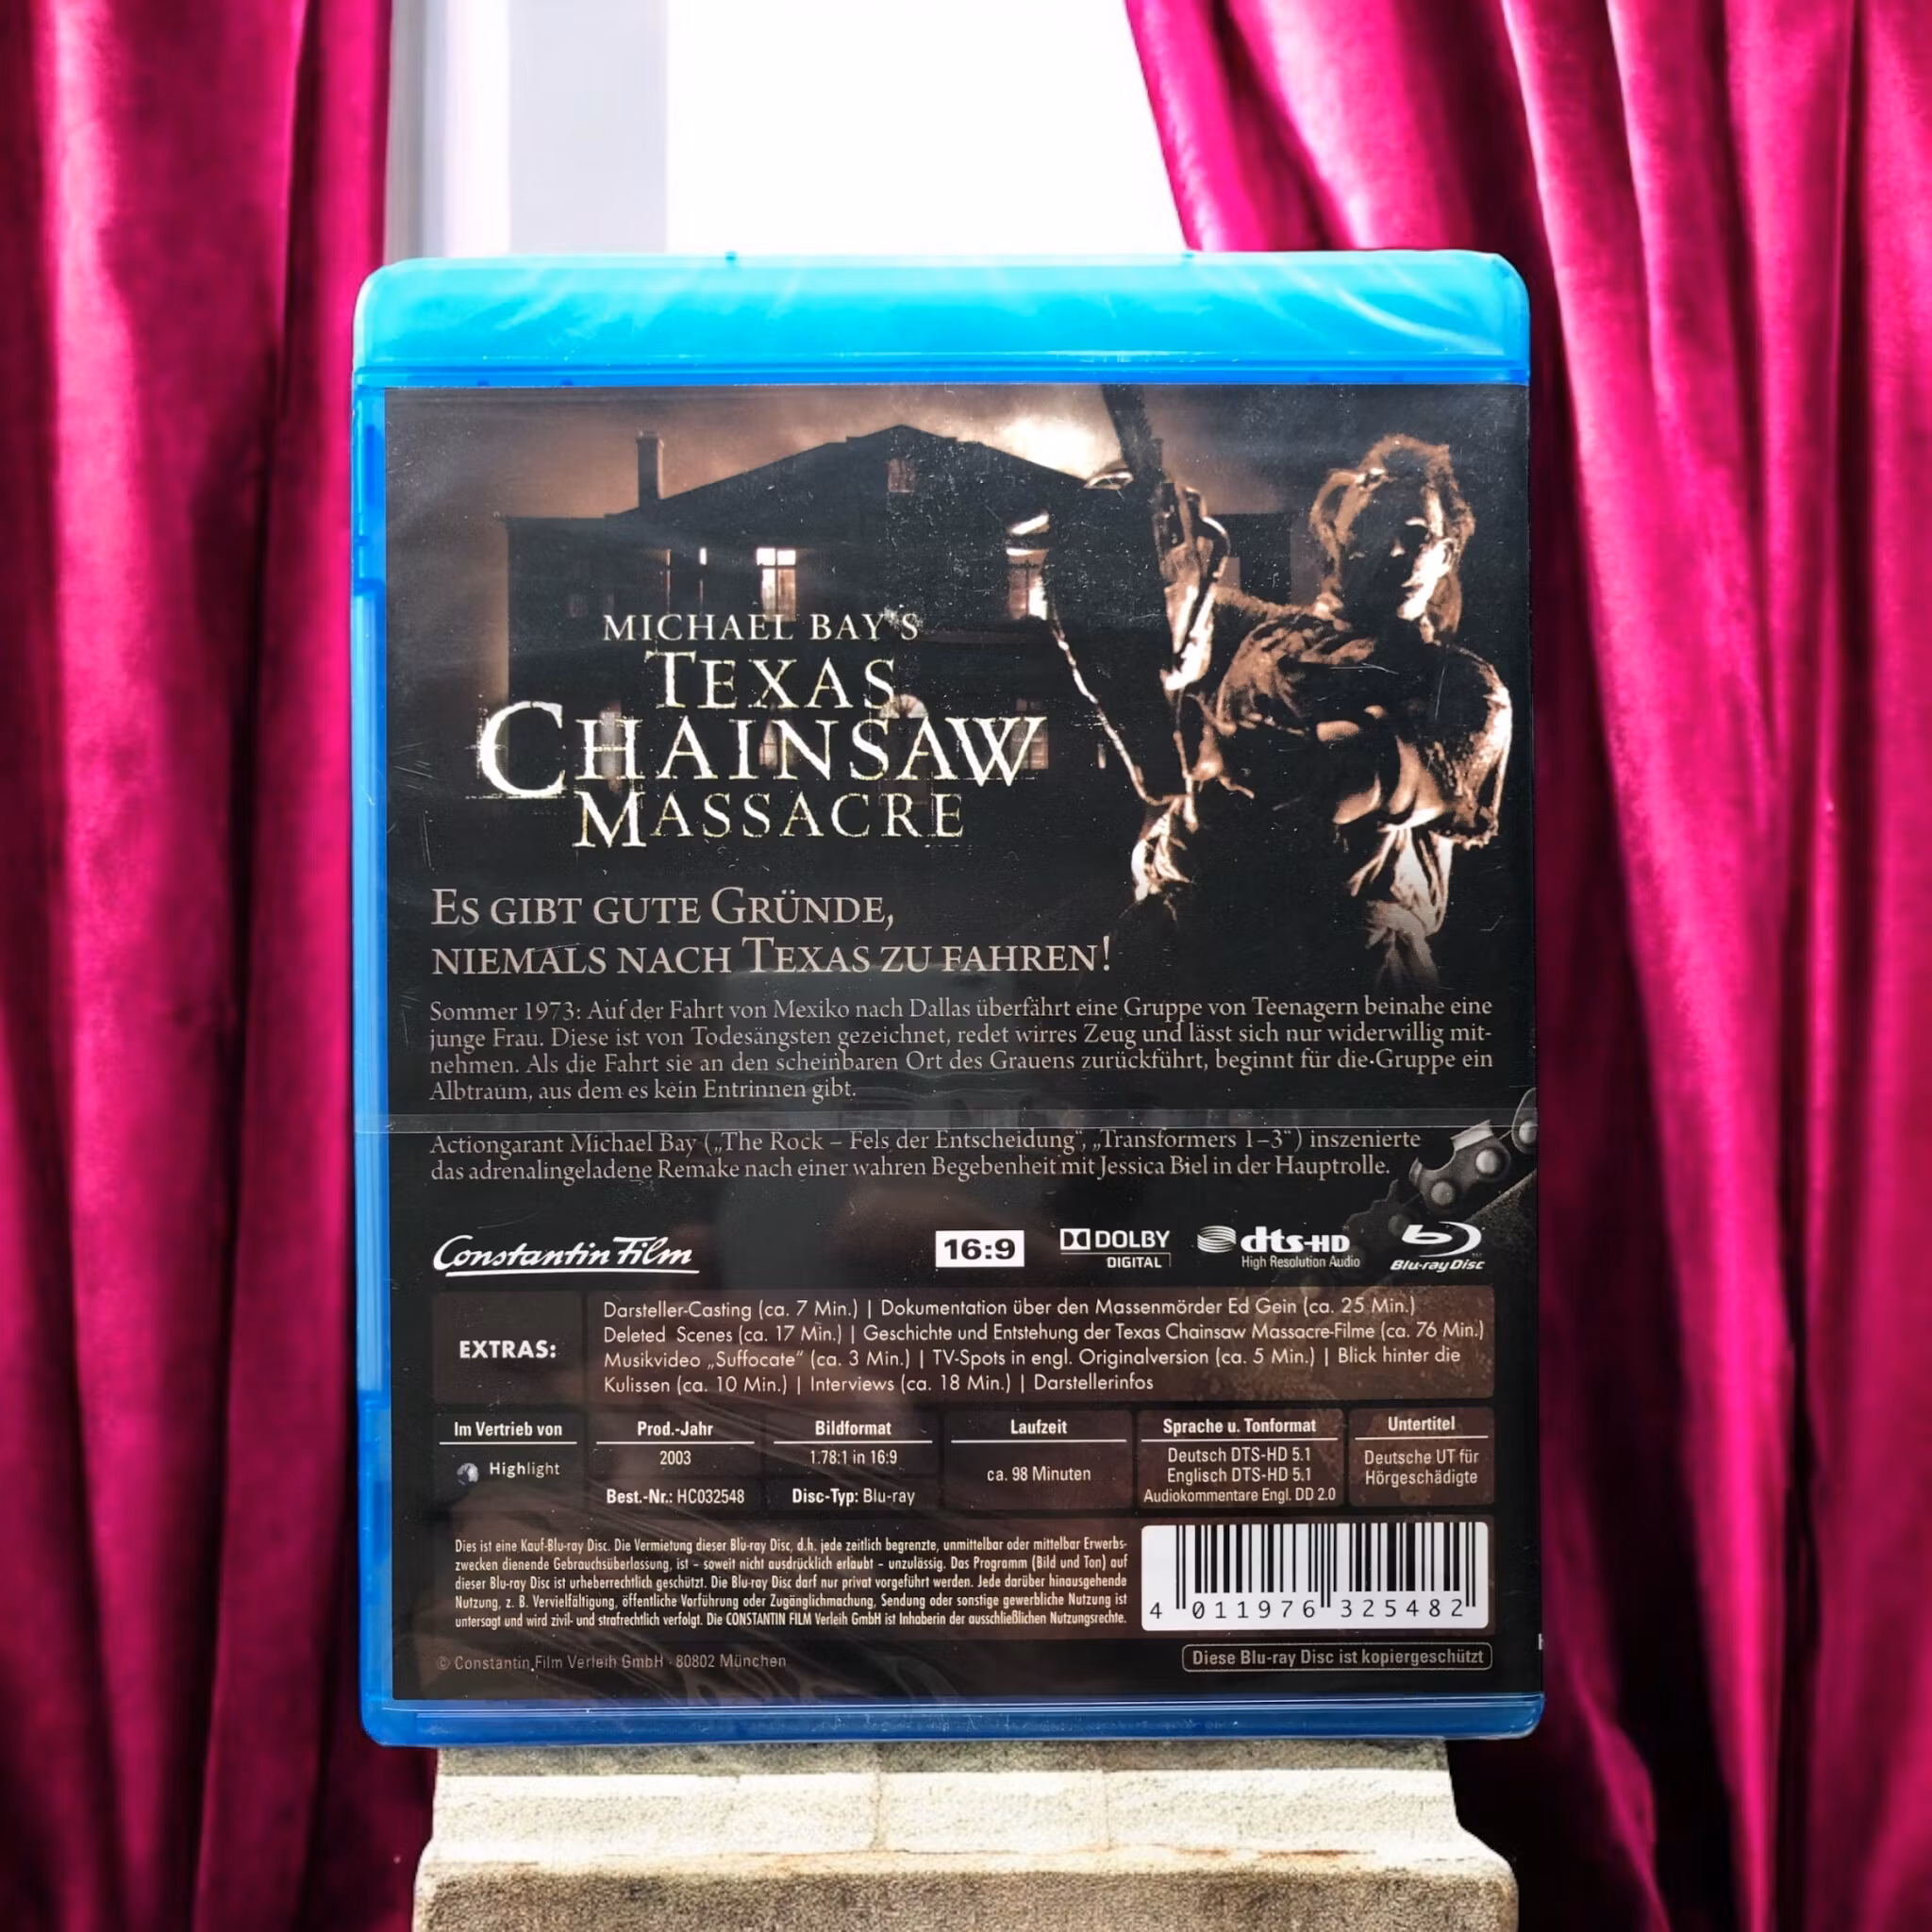 MICHAEL BAY'S
TEXAS
CHAINSAW
MASSACRE
ES GIBT GUTE GRÜNDE,
NIEMALS NACH TEXAS ZU FAHREN!
Sommer 1973: Auf der Fahrt von Mexiko nach Dallas überfährt eine Gruppe von Teenagern beinahe eine
junge Frau. Diese ist von Todesängsten gezeichnet, redet wirres Zeug und lässt sich nur widerwillig mit-
nehmen. Als die Fahrt sie an den scheinbaren Ort des Grauens zurückführt, beginnt für die Gruppe ein
Albtraum, aus dem es kein Entrinnen gibt.
Actiongarant Michael Bay („The Rock – Fels der Entscheidung“, „Transformers 1–3“) inszenierte
das adrenalingeladene Remake nach einer wahren Begebenheit mit Jessica Biel in der Hauptrolle.
Constantin Film 16:9 DOLBY DIGITAL dts-HD High Resolution Audio Blu-ray Disc
EXTRAS:
Darsteller-Casting (ca. 7 Min.) | Dokumentation über den Massenmörder Ed Gein (ca. 25 Min.)
Deleted Scenes (ca. 17 Min.) | Geschichte und Entstehung der Texas Chainsaw Massacre-Filme (ca. 76 Min.)
Musikvideo „Suffocate“ (ca. 3 Min.) | TV-Spots in engl. Originalversion (ca. 5 Min.) | Blick hinter die
Kulissen (ca. 10 Min.) | Interviews (ca. 18 Min.) | Darstellerinfos
Im Vertrieb von
Highlight
Prod.-Jahr
2003
Best.-Nr.: HC032548
Bildformat
1.78:1 in 16:9
Disc-Typ: Blu-ray
Laufzeit
ca. 98 Minuten
Sprache u. Tonformat
Deutsch DTS-HD 5.1
Englisch DTS-HD 5.1
Audiokommentare Engl. DD 2.0
Untertitel
Deutsche UT für
Hörgeschädigte
Dies ist eine Kauf-Blu-ray Disc. Die Vermietung dieser Blu-ray Disc, d.h. jede zeitlich begrenzte, unmittelbar oder mittelbar Erwerbs-
zwecken dienende Gebrauchsüberlassung, ist – soweit nicht ausdrücklich erlaubt – unzulässig. Das Programm (Bild und Ton) auf
dieser Blu-ray Disc ist urheberrechtlich geschützt. Die Blu-ray Disc darf nur privat vorgeführt werden. Jede darüber hinausgehende
Nutzung, z. B. Vervielfältigung, öffentliche Vorführung oder Zugänglichmachung, Sendung oder sonstige gewerbliche Nutzung ist
untersagt und wird zivil- und strafrechtlich verfolgt. Die CONSTANTIN FILM Verleih GmbH ist Inhaberin der ausschließlichen Nutzungsrechte.
4 011976 325482
© Constantin Film Verleih GmbH · 80802 München
Diese Blu-ray Disc ist kopiergeschützt